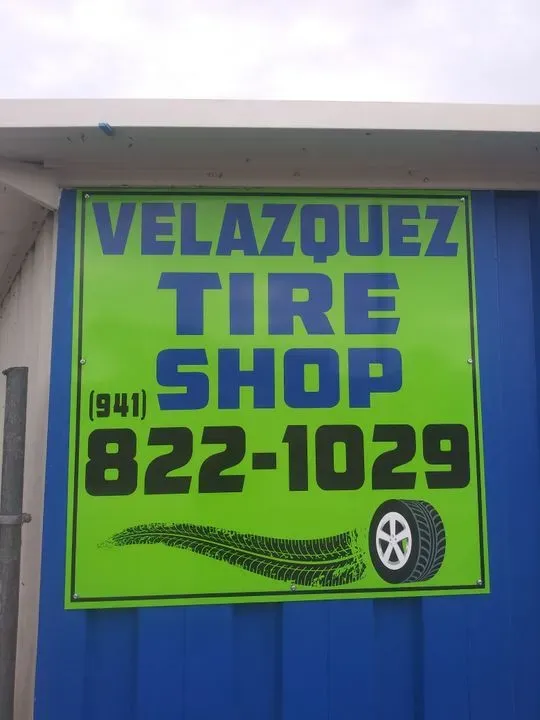 VELAZQUEZ
TIRE
SHOP
(941)
822-1029